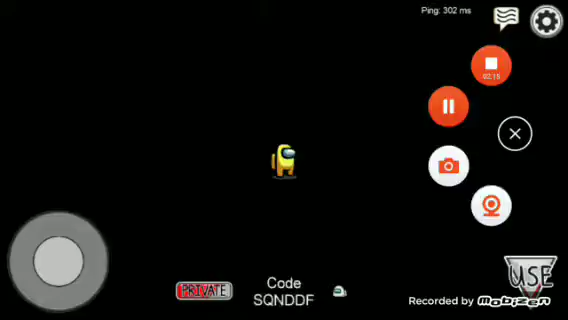 Ping: 302 ms
02:15
PRIVATE
Code
SQNDDF
USE
Recorded by Mobizen